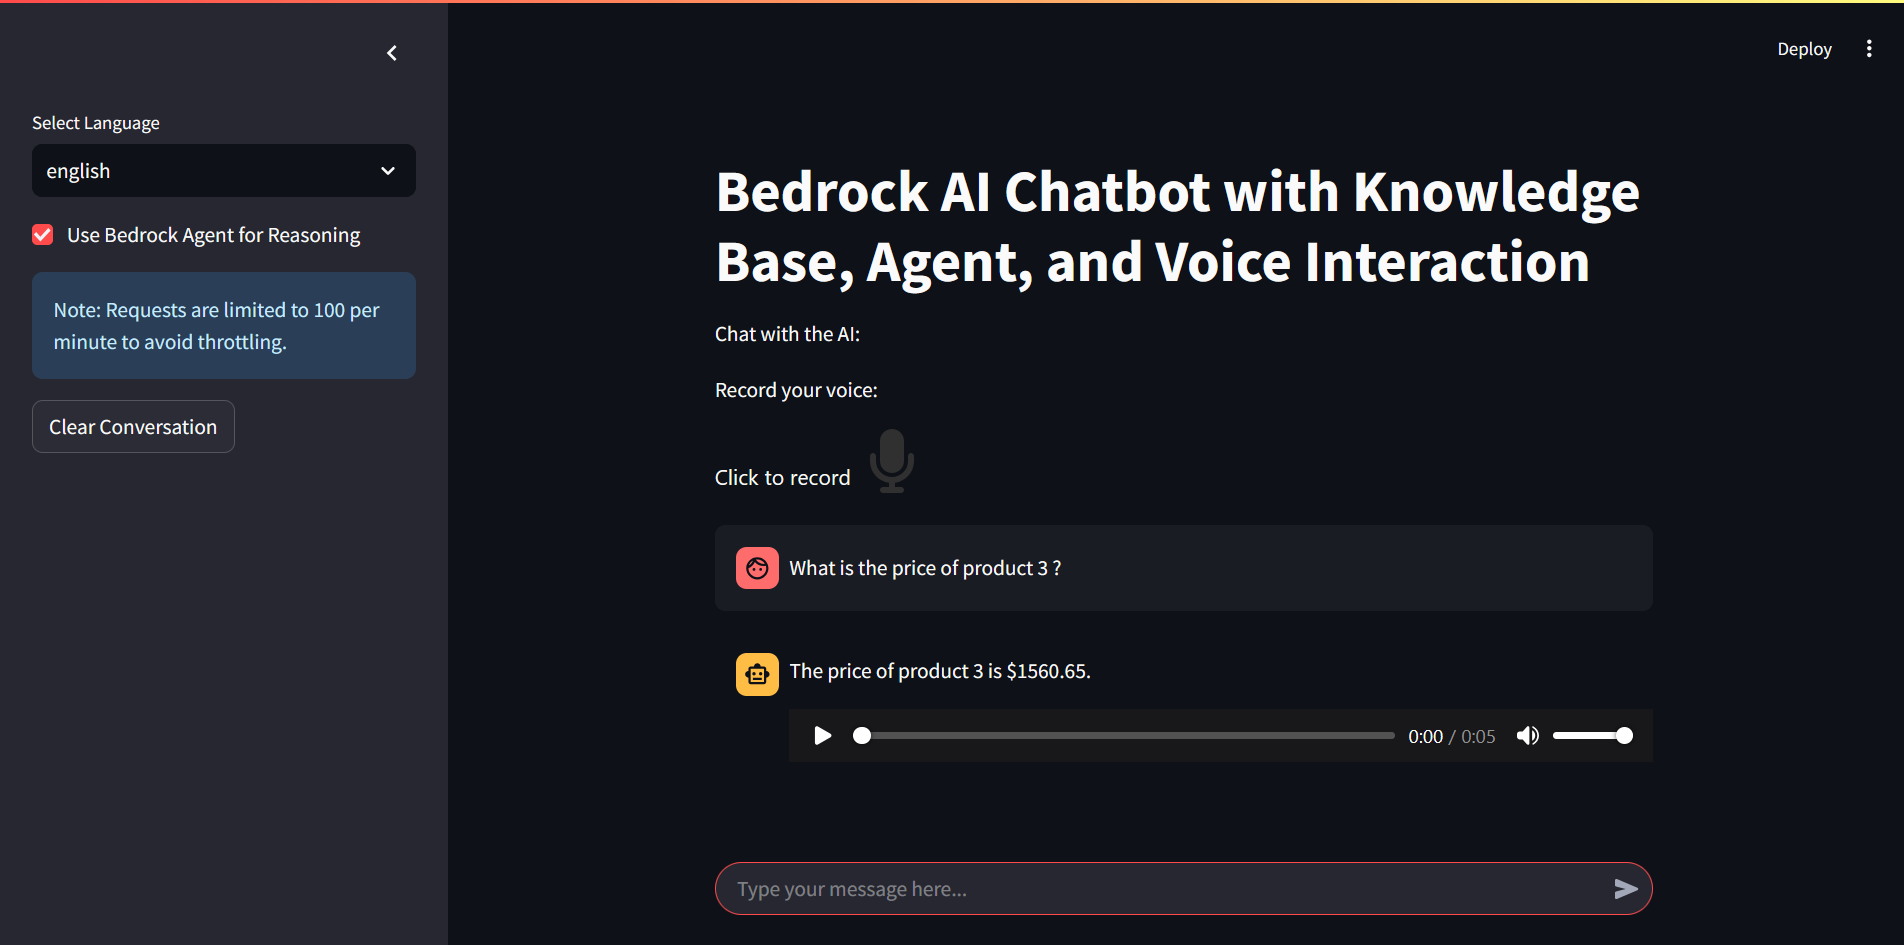 Deploy
Select Language
english
Use Bedrock Agent for Reasoning
Note: Requests are limited to 100 per
minute to avoid throttling.
Clear Conversation
Bedrock AI Chatbot with Knowledge
Base, Agent, and Voice Interaction
Chat with the AI:
Record your voice:
Click to record
What is the price of product 3 ?
The price of product 3 is $1560.65.
0:00 / 0:05
Type your message here...